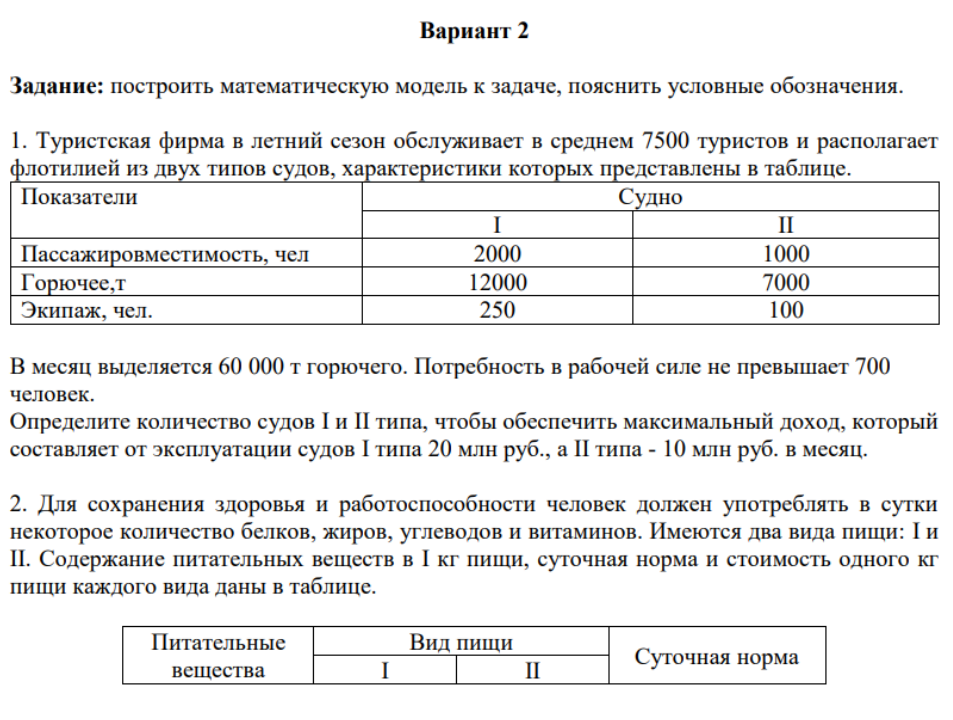 Вариант 2
Задание: построить математическую модель к задаче, пояснить условные обозначения.
1. Туристская фирма в летний сезон обслуживает в среднем 7500 туристов и располагает
флотилией из двух типов судов, характеристики которых представлены в таблице.
Показатели Судно
I II
Пассажировместимость, чел 2000 1000
Горючее,т 12000 7000
Экипаж, чел. 250 100
В месяц выделяется 60 000 т горючего. Потребность в рабочей силе не превышает 700
человек.
Определите количество судов I и II типа, чтобы обеспечить максимальный доход, который
составляет от эксплуатации судов I типа 20 млн руб., а II типа - 10 млн руб. в месяц.
2. Для сохранения здоровья и работоспособности человек должен употреблять в сутки
некоторое количество белков, жиров, углеводов и витаминов. Имеются два вида пищи: I и
II. Содержание питательных веществ в I кг пищи, суточная норма и стоимость одного кг
пищи каждого вида даны в таблице.
Питательные Вид пищи Суточная норма
вещества I II